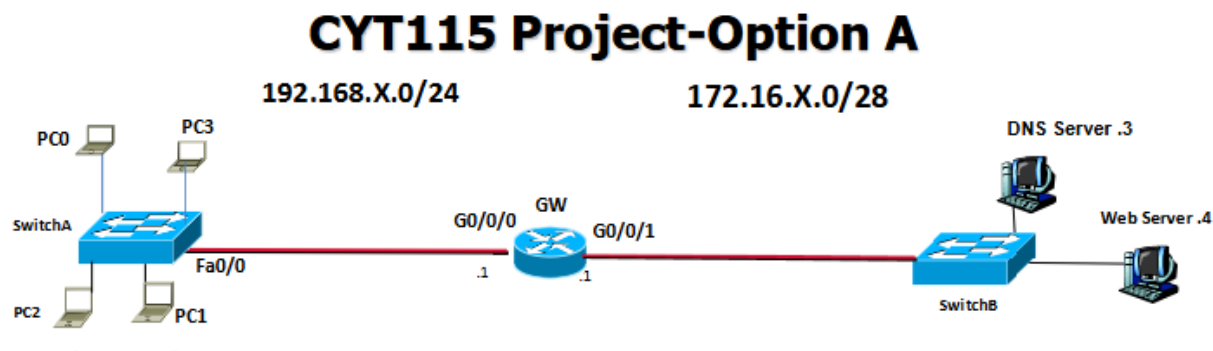 CYT115 Project-Option A
192.168.X.0/24
172.16.X.0/28
PC0
PC3
DNS Server .3
SwitchA
G0/0/0
GW
G0/0/1
Web Server .4
Fa0/0
.1
.1
PC2
PC1
SwitchB